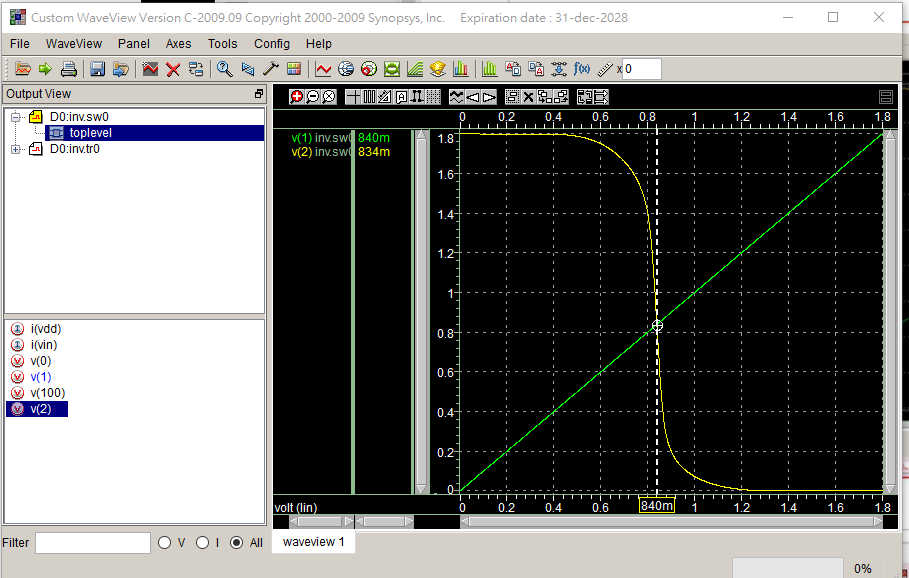 Custom WaveView Version C-2009.09 Copyright 2000-2009 Synopsys, Inc. Expiration date : 31-dec-2028
File WaveView Panel Axes Tools Config Help
f(x) x 0
Output View
D0:inv.sw0
toplevel
D0:inv.tr0
i(vdd)
i(vin)
v(0)
v(1)
v(100)
v(2)
Filter V I All
0 0.2 0.4 0.6 0.8 1 1.2 1.4 1.6 1.8
v(1) inv.sw0 840m
v(2) inv.sw0 834m
1.8
1.6
1.4
1.2
1
0.8
0.6
0.4
0.2
0
volt (lin)
0 0.2 0.4 0.6 840m 1 1.2 1.4 1.6 1.8
waveview 1
0%